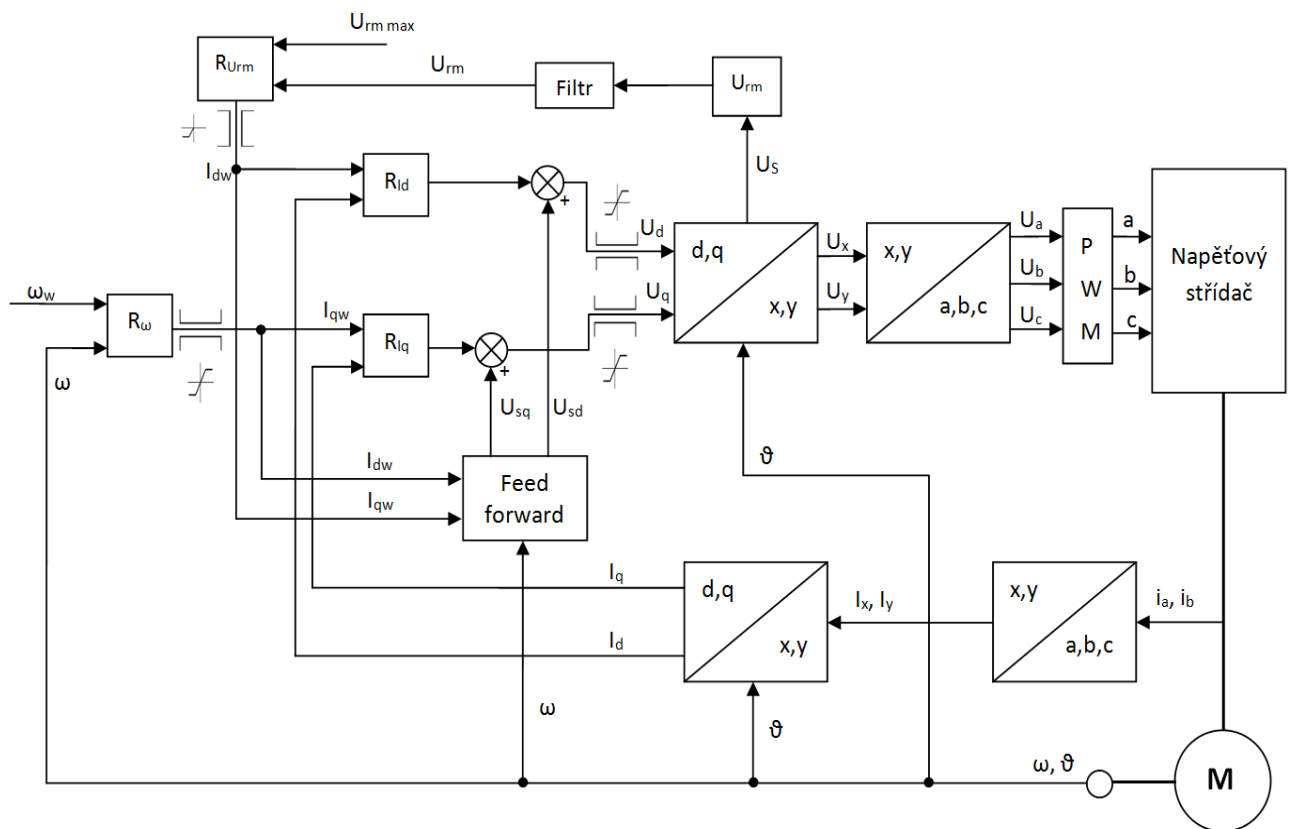 U_rm max
R_Urm
U_rm
Filtr
U_rm
I_dw
R_Id
U_S
U_d
d,q
x,y
U_x
U_y
x,y
a,b,c
U_a
U_b
U_c
P
W
M
a
b
c
Napěťový
střídač
ω_w
R_ω
ω
I_qw
R_Iq
U_q
+
+
U_sq
U_sd
I_dw
I_qw
Feed
forward
ϑ
I_q
I_d
d,q
x,y
I_x, I_y
x,y
a,b,c
i_a, i_b
ω
ϑ
ω, ϑ
M